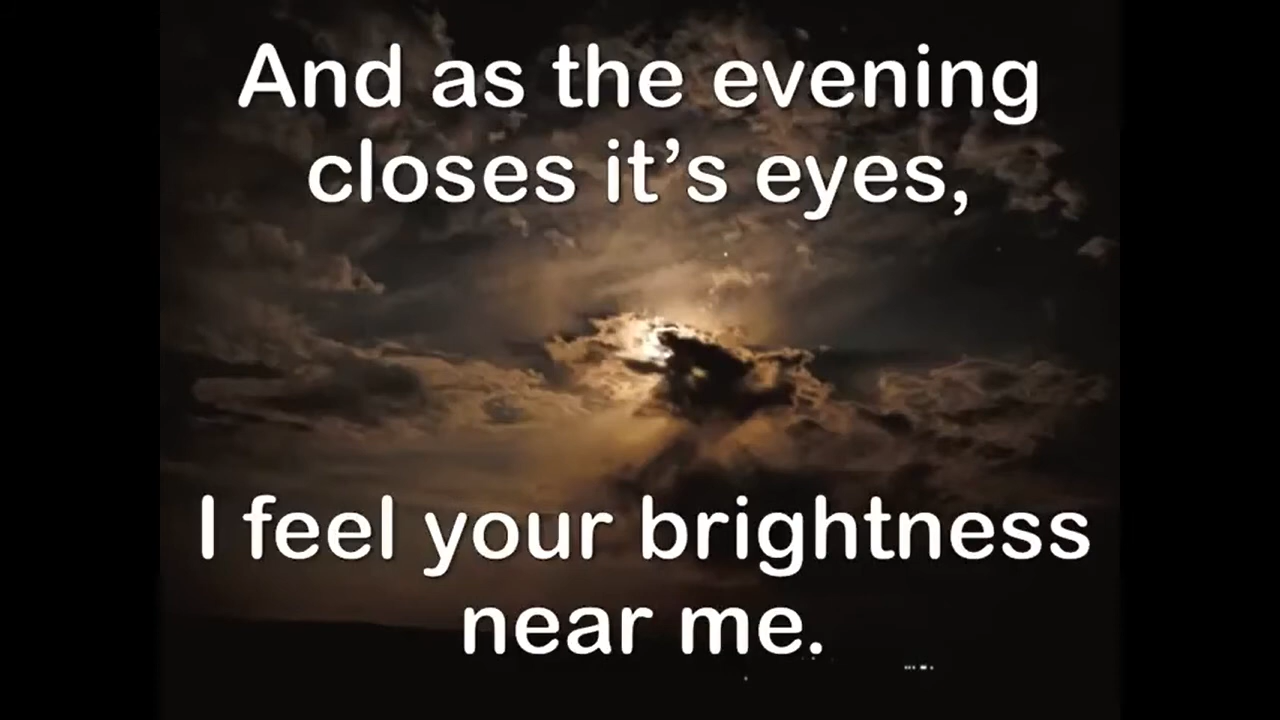 And as the evening
closes it’s eyes,
I feel your brightness
near me.